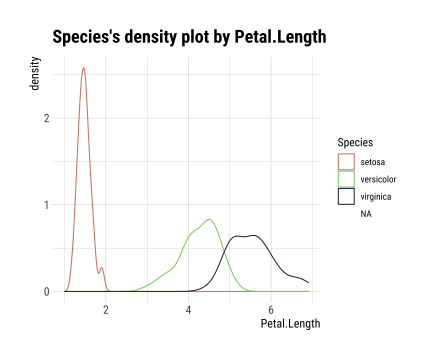 Species's density plot by Petal.Length
density
2
1
0
2 4 6
Petal.Length
Species
setosa
versicolor
virginica
NA